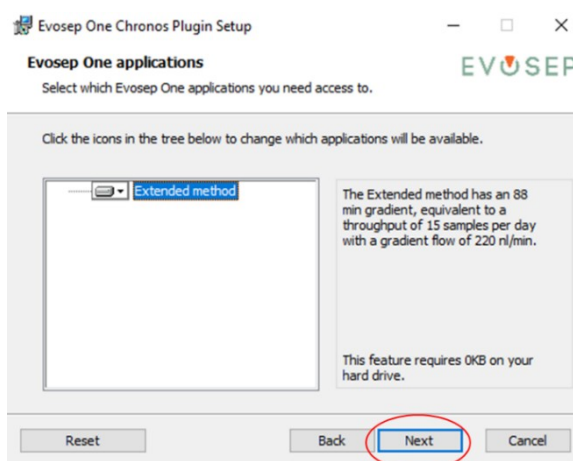 Evosep One Chronos Plugin Setup
Evosep One applications
EVOSEP
Select which Evosep One applications you need access to.
Click the icons in the tree below to change which applications will be available.
Extended method
The Extended method has an 88
min gradient, equivalent to a
throughput of 15 samples per day
with a gradient flow of 220 nl/min.
This feature requires 0KB on your
hard drive.
Reset
Back
Next
Cancel